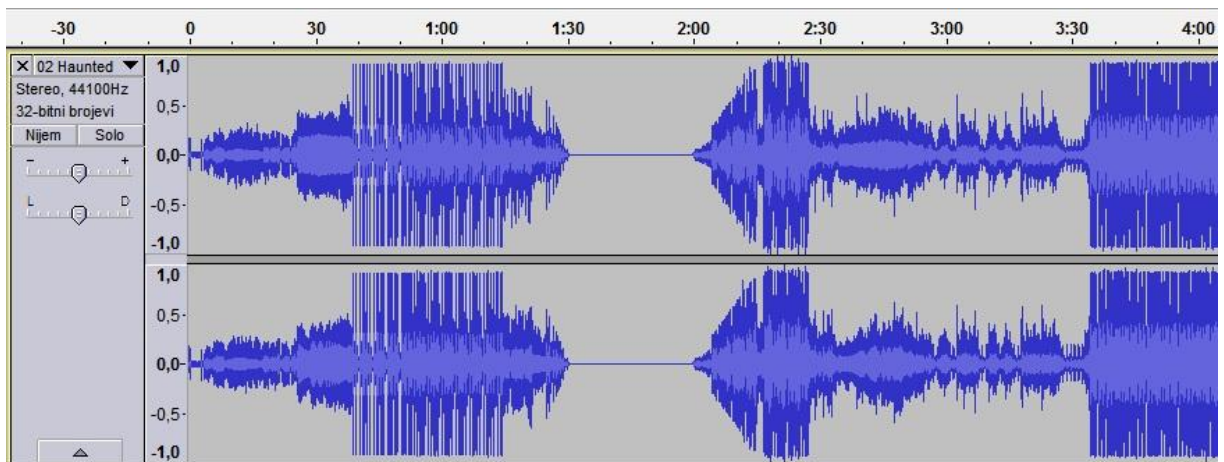 -30 0 30 1:00 1:30 2:00 2:30 3:00 3:30 4:00
X 02 Haunted
Stereo, 44100Hz
32-bitni brojevi
Nijem Solo
- +
L D
1,0
0,5-
0,0-
-0,5-
-1,0
1,0
0,5-
0,0-
-0,5-
-1,0